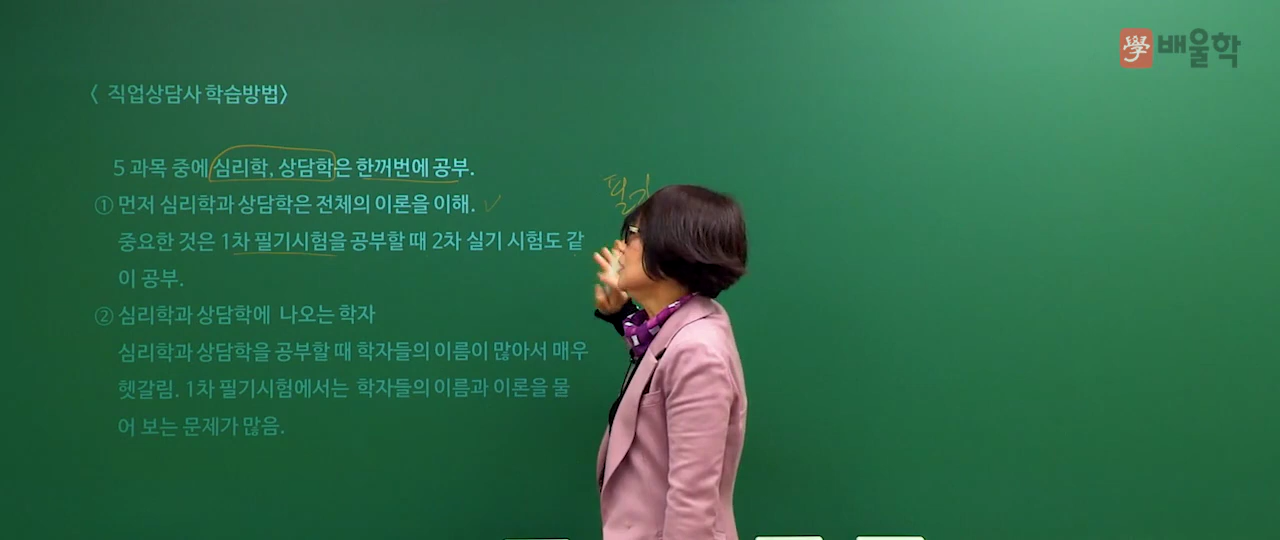 學 배울학
〈 직업상담사 학습방법〉
5 과목 중에 심리학, 상담학은 한꺼번에 공부.
① 먼저 심리학과 상담학은 전체의 이론을 이해.
중요한 것은 1차 필기시험을 공부할 때 2차 실기 시험도 같
이 공부.
② 심리학과 상담학에 나오는 학자
심리학과 상담학을 공부할 때 학자들의 이름이 많아서 매우
헷갈림. 1차 필기시험에서는 학자들의 이름과 이론을 물
어 보는 문제가 많음.